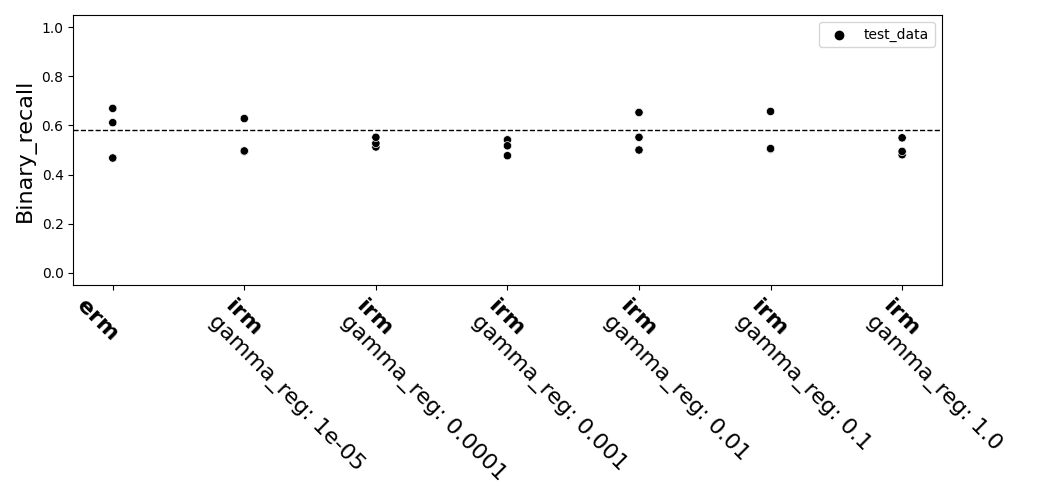 1.0
0.8
0.6
0.4
0.2
0.0
Binary_recall
test_data
erm
irm
gamma_reg: 1e-05
irm
gamma_reg: 0.0001
irm
gamma_reg: 0.001
irm
gamma_reg: 0.01
irm
gamma_reg: 0.1
irm
gamma_reg: 1.0